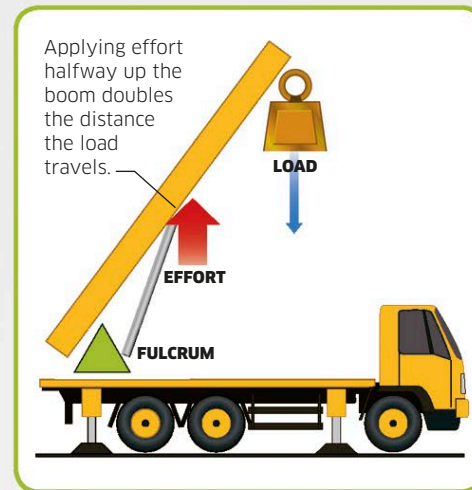 Applying effort
halfway up the
boom doubles
the distance
the load
travels.
LOAD
EFFORT
FULCRUM